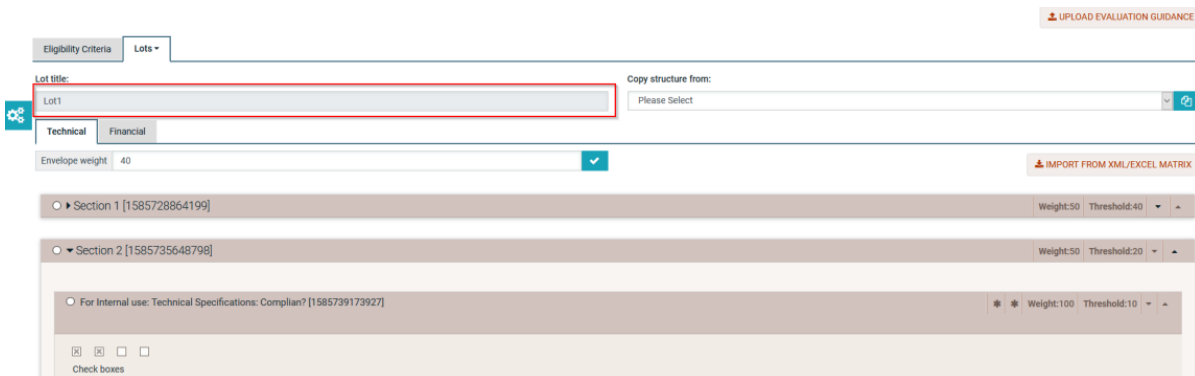 UPLOAD EVALUATION GUIDANCE
Eligibility Criteria Lots
Lot title: Copy structure from:
Lot1 Please Select
Technical Financial
Envelope weight 40
IMPORT FROM XML/EXCEL MATRIX
Section 1 [1585728864199] Weight:50 Threshold:40
Section 2 [1585735648798] Weight:50 Threshold:20
For Internal use: Technical Specifications: Complian? [1585739173927] Weight:100 Threshold:10
Check boxes